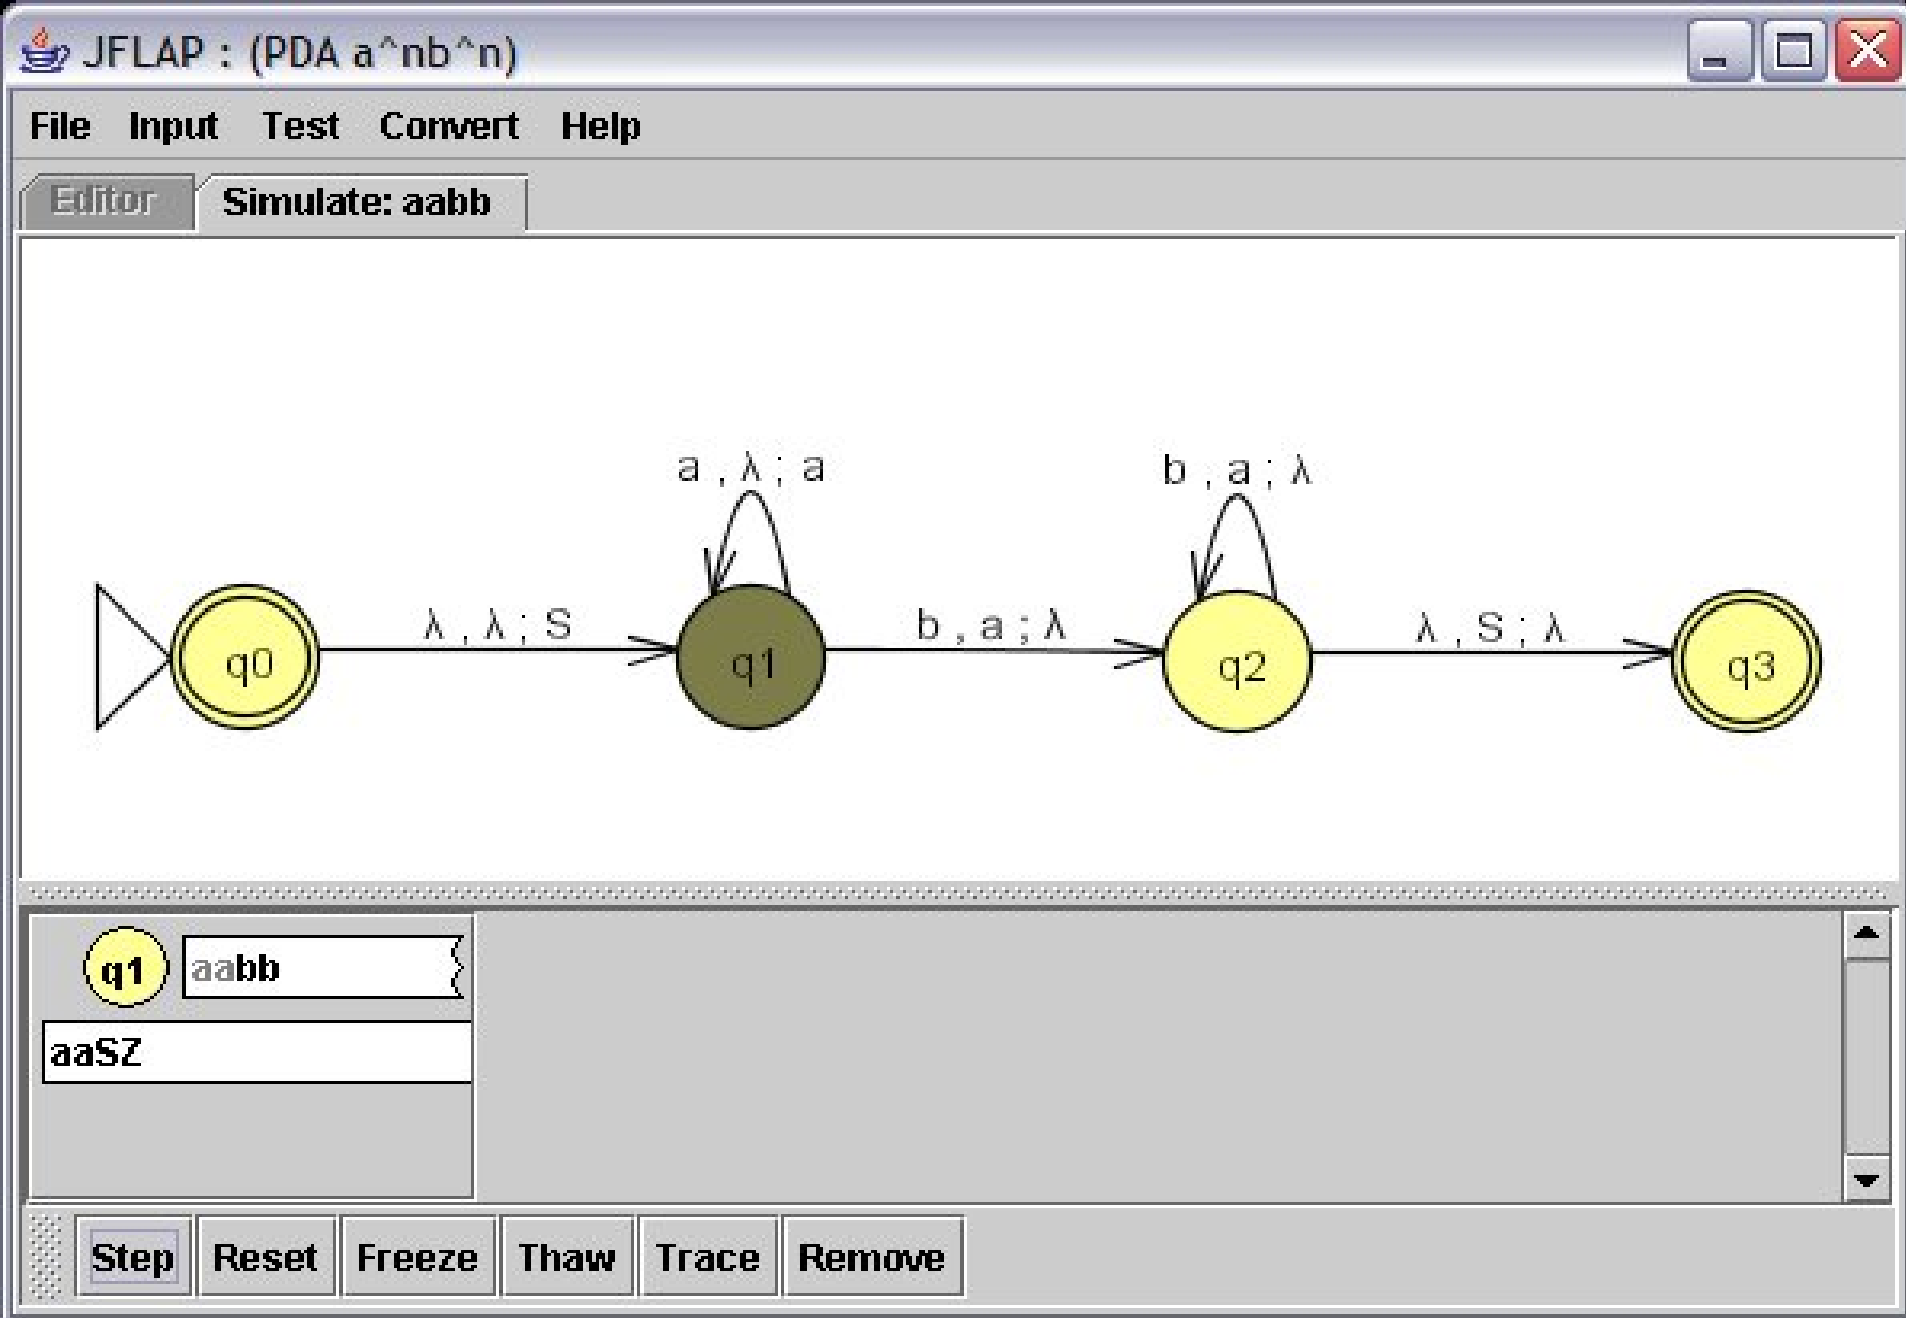 JFLAP : (PDA a^nb^n)
File Input Test Convert Help
Editor Simulate: aabb
a , λ ; a
b , a ; λ
λ , λ ; S
b , a ; λ
λ , S ; λ
q0
q1
q2
q3
q1 aabb
aaSZ
Step Reset Freeze Thaw Trace Remove